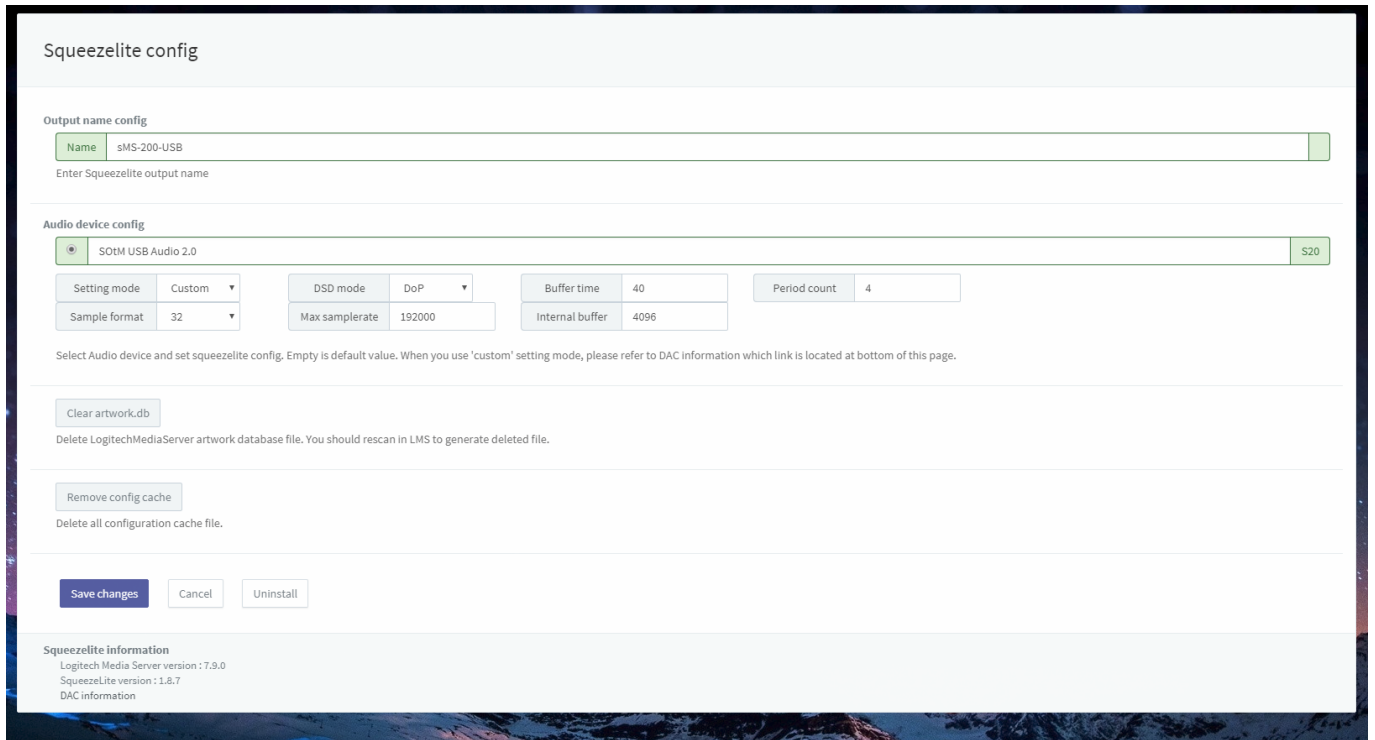 Squeezelite config
Output name config
Name sMS-200-USB
Enter Squeezelite output name
Audio device config
SOtM USB Audio 2.0 S20
Setting mode Custom DSD mode DoP Buffer time 40 Period count 4
Sample format 32 Max samplerate 192000 Internal buffer 4096
Select Audio device and set squeezelite config. Empty is default value. When you use 'custom' setting mode, please refer to DAC information which link is located at bottom of this page.
Clear artwork.db
Delete LogitechMediaServer artwork database file. You should rescan in LMS to generate deleted file.
Remove config cache
Delete all configuration cache file.
Save changes Cancel Uninstall
Squeezelite information
Logitech Media Server version : 7.9.0
SqueezeLite version : 1.8.7
DAC information